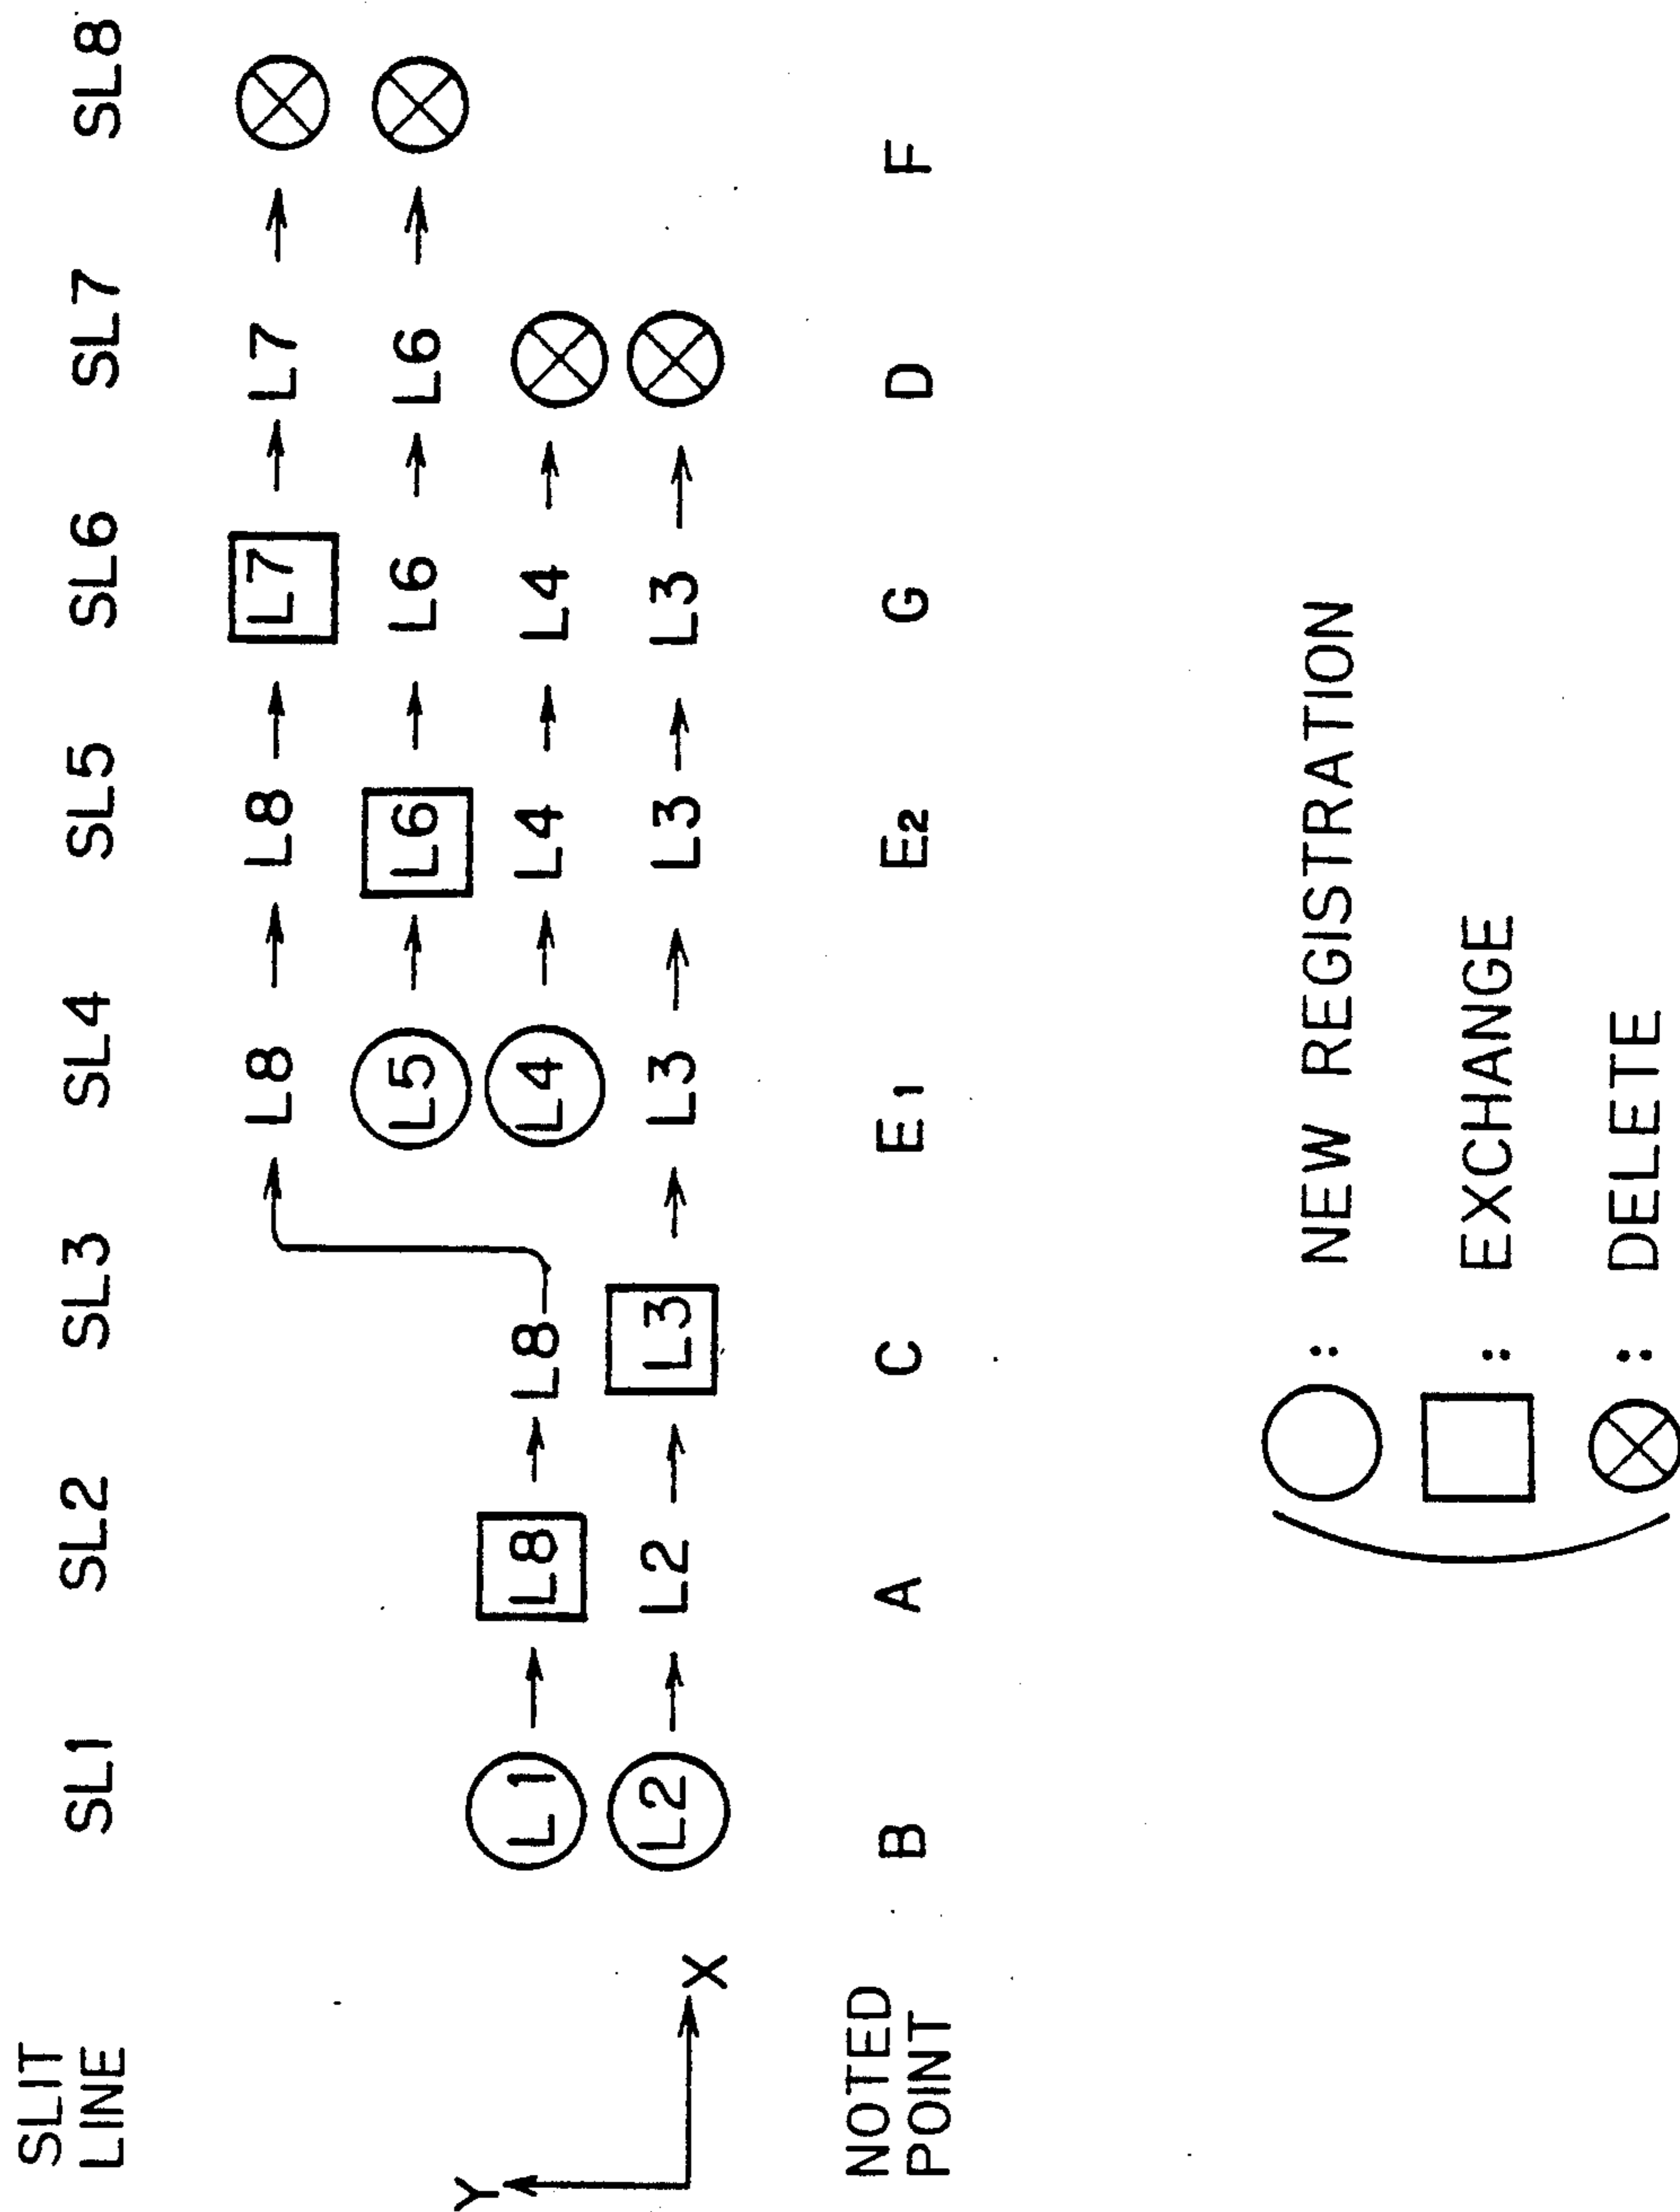 SLIT LINE SL1 SL2 SL3 SL4 SL5 SL6 SL7 SL8
L8 L8 L7 L7
L5 L6 L6 L6
Y L1 L8 L8 L4 L4 L4
L2 L2 L3 L3 L3 L3
X
NOTED POINT B A C E1 E2 G D F
: NEW REGISTRATION
: EXCHANGE
: DELETE